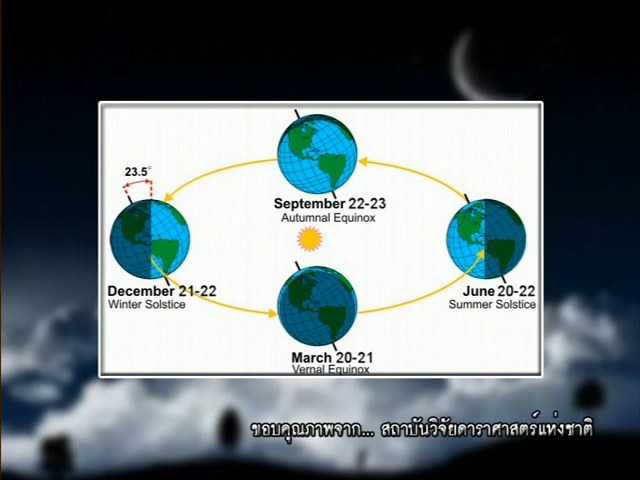 September 22-23
Autumnal Equinox
23.5°
December 21-22
Winter Solstice
June 20-22
Summer Solstice
March 20-21
Vernal Equinox
ขอบคุณภาพจาก... สถาบันวิจัยดาราศาสตร์แห่งชาติ